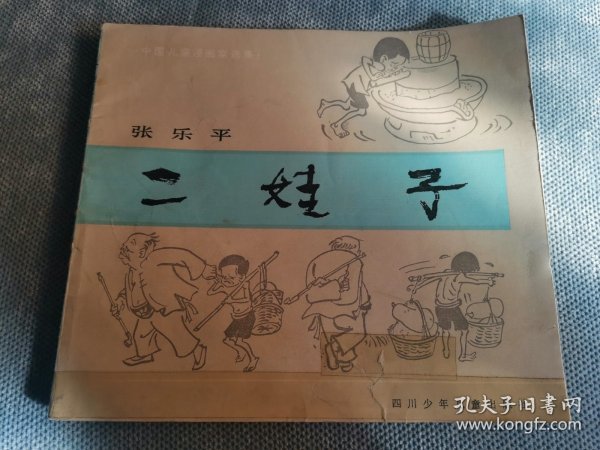 中国儿童漫画家选集
张乐平
二娃子
四川少年
孔夫子旧书网
www.kongfz.com